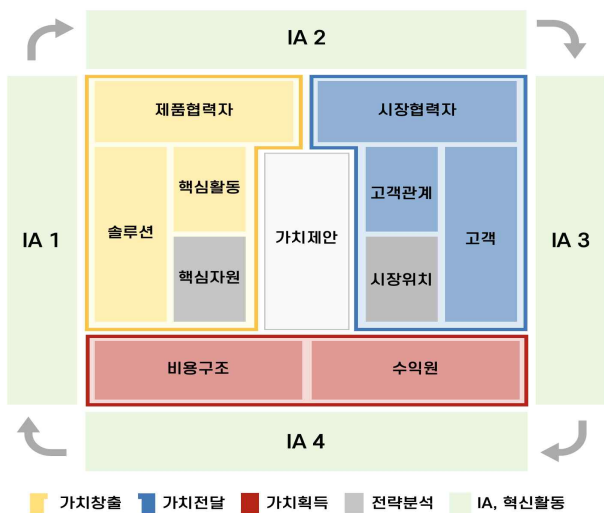 IA 2
제품협력자
시장협력자
핵심활동
고객관계
IA 1
솔루션
가치제안
고객
IA 3
핵심자원
시장위치
비용구조
수익원
IA 4
가치창출
가치전달
가치획득
전략분석
IA, 혁신활동